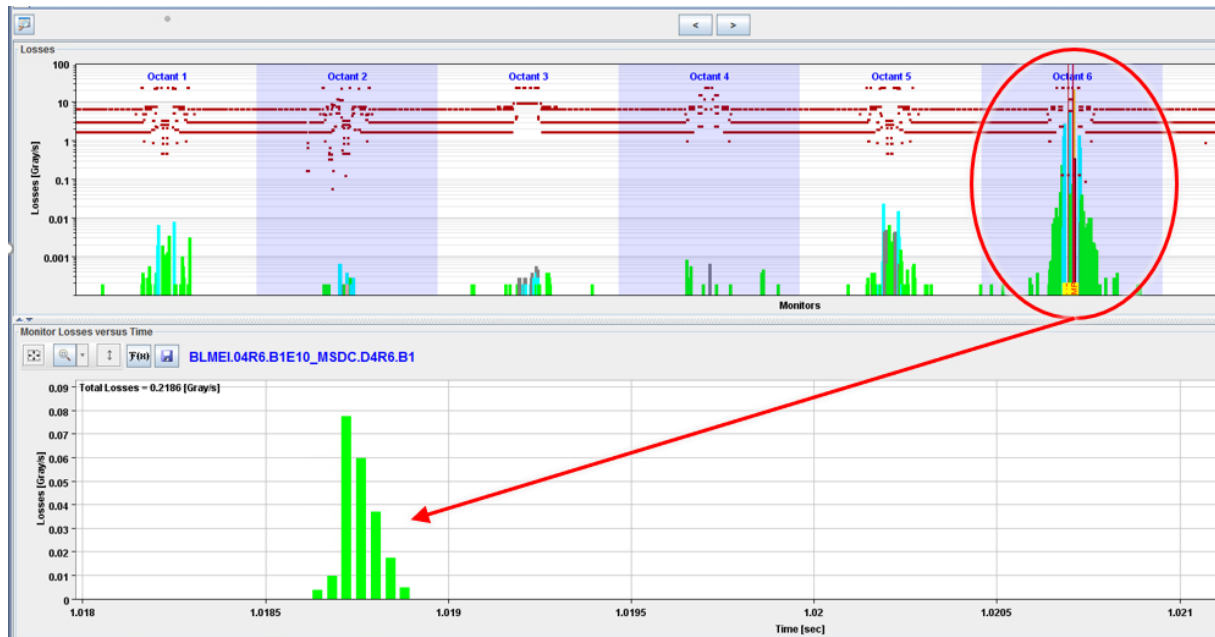 < >
Losses
100
10
1
0.1
0.01
0.001
Losses [Gray/s]
Octant 1 Octant 2 Octant 3 Octant 4 Octant 5 Octant 6
Monitors
Monitor Losses versus Time
F(x) BLMEI.04R6.B1E10_MSDC.D4R6.B1
Total Losses = 0.2186 [Gray/s]
0.09
0.08
0.07
0.06
0.05
0.04
0.03
0.02
0.01
0
Losses [Gray/s]
1.018 1.0185 1.019 1.0195 1.02 1.0205 1.021
Time [sec]